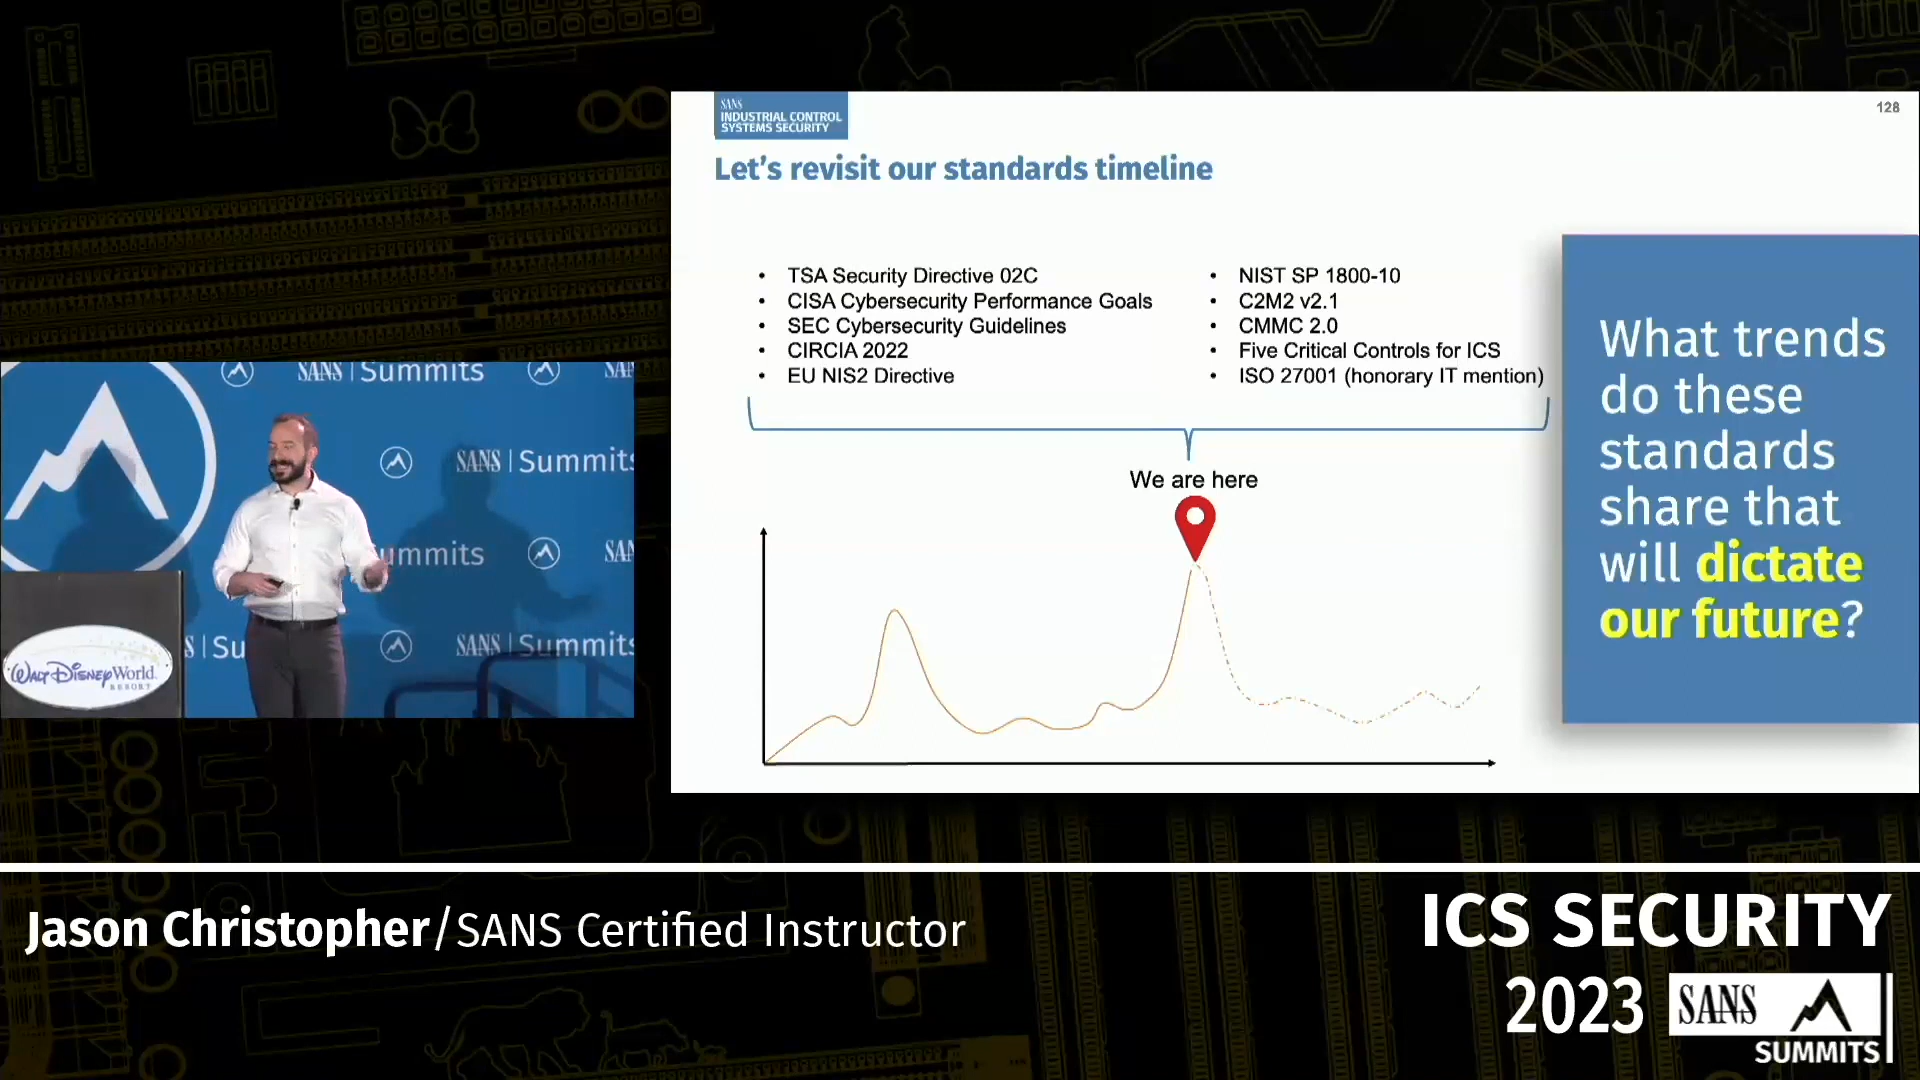 SANS
INDUSTRIAL CONTROL
SYSTEMS SECURITY
128
Let's revisit our standards timeline
• TSA Security Directive 02C
• CISA Cybersecurity Performance Goals
• SEC Cybersecurity Guidelines
• CIRCIA 2022
• EU NIS2 Directive
• NIST SP 1800-10
• C2M2 v2.1
• CMMC 2.0
• Five Critical Controls for ICS
• ISO 27001 (honorary IT mention)
We are here
What trends
do these
standards
share that
will dictate
our future?
SANS | Summits
SAN
SANS | Summits
ummits
SAN
S | Su
SANS | Summits
Walt Disney World
RESORT
Jason Christopher/SANS Certified Instructor
ICS SECURITY
2023
SANS
SUMMITS